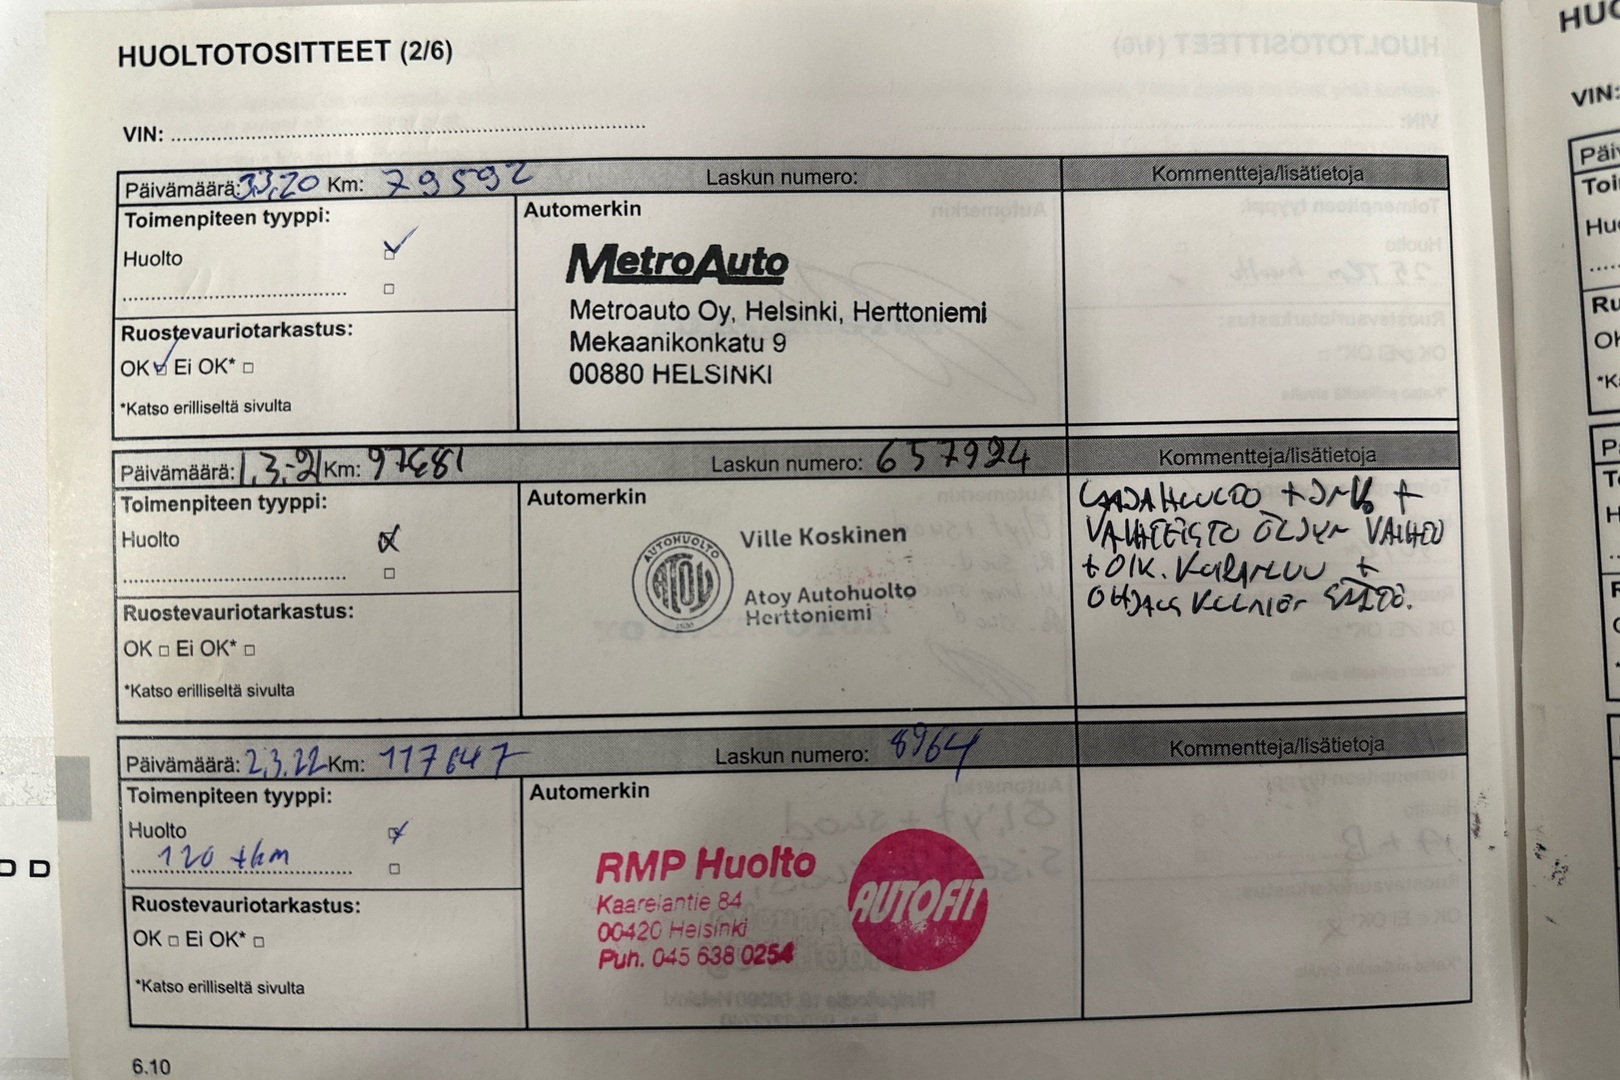 HUOLTOTOSITTEET (2/6)
VIN:
Päivämäärä: 3.3.20 Km: 79592 Laskun numero: Kommentteja/lisätietoja
Toimenpiteen tyyppi:
Huolto
Ruostevauriotarkastus:
OK Ei OK*
*Katso erilliseltä sivulta
Automerkin
MetroAuto
Metroauto Oy, Helsinki, Herttoniemi
Mekaanikonkatu 9
00880 HELSINKI
Päivämäärä: 1.3.-21 Km: Laskun numero: 657924 Kommentteja/lisätietoja
Toimenpiteen tyyppi:
Huolto
Ruostevauriotarkastus:
OK Ei OK*
*Katso erilliseltä sivulta
Automerkin
AUTOHUOLTO
ATOY
Ville Koskinen
Atoy Autohuolto
Herttoniemi
+
ÖLJYN
+
Päivämäärä: 2.3.22 Km: 117647 Laskun numero: 8964 Kommentteja/lisätietoja
Toimenpiteen tyyppi:
Huolto
120 tkm
Ruostevauriotarkastus:
OK Ei OK*
*Katso erilliseltä sivulta
Automerkin
RMP Huolto
Kaarelantie 84
00420 Helsinki
Puh. 045 638 0254
AUTOFIT
6.10
HUO
VIN: